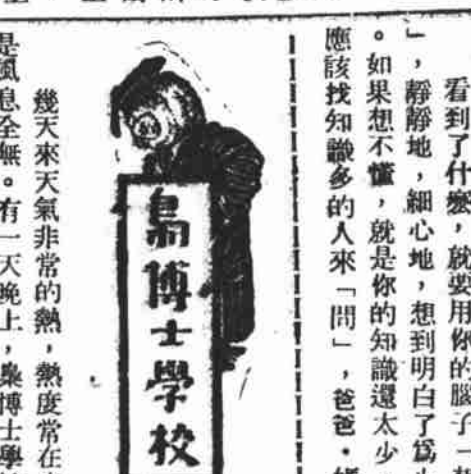 看到了什麽,就要用你的腦子一
」,靜靜地,細心地,想到明白了爲
。如果想不懂,就是你的知識還太少
應該找知識多的人來「問」,爸爸・
梟博士學校
幾天來天氣非常的熱,熱度常在
是風息全無。有一天晚上,梟博士學